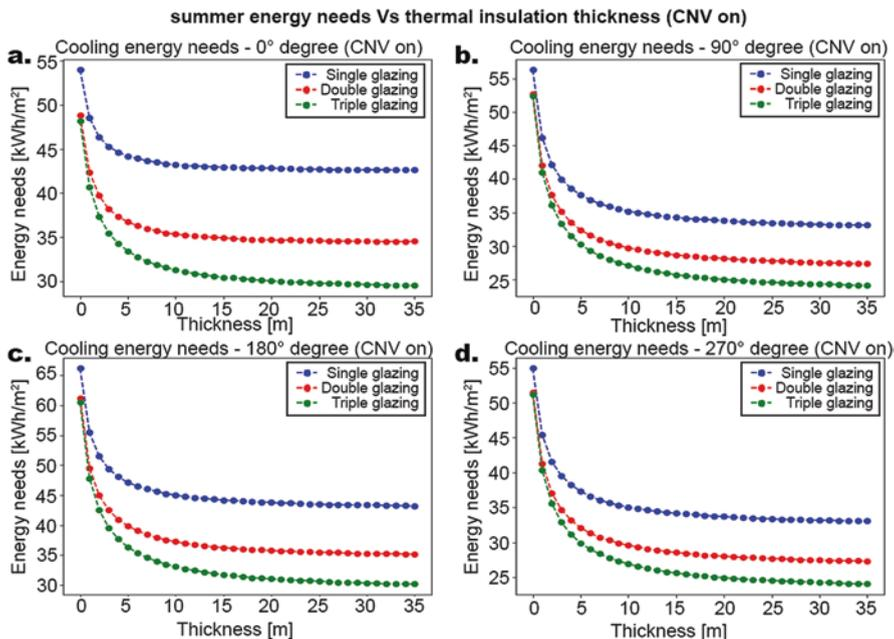 summer energy needs Vs thermal insulation thickness (CNV on)
a.
Cooling energy needs - 0° degree (CNV on)
Energy needs [kWh/m²]
55
50
45
40
35
30
Single glazing
Double glazing
Triple glazing
0 5 10 15 20 25 30 35
Thickness [m]
b.
Cooling energy needs - 90° degree (CNV on)
Energy needs [kWh/m²]
55
50
45
40
35
30
25
Single glazing
Double glazing
Triple glazing
0 5 10 15 20 25 30 35
Thickness [m]
c.
Cooling energy needs - 180° degree (CNV on)
Energy needs [kWh/m²]
65
60
55
50
45
40
35
30
Single glazing
Double glazing
Triple glazing
0 5 10 15 20 25 30 35
Thickness [m]
d.
Cooling energy needs - 270° degree (CNV on)
Energy needs [kWh/m²]
55
50
45
40
35
30
25
Single glazing
Double glazing
Triple glazing
0 5 10 15 20 25 30 35
Thickness [m]